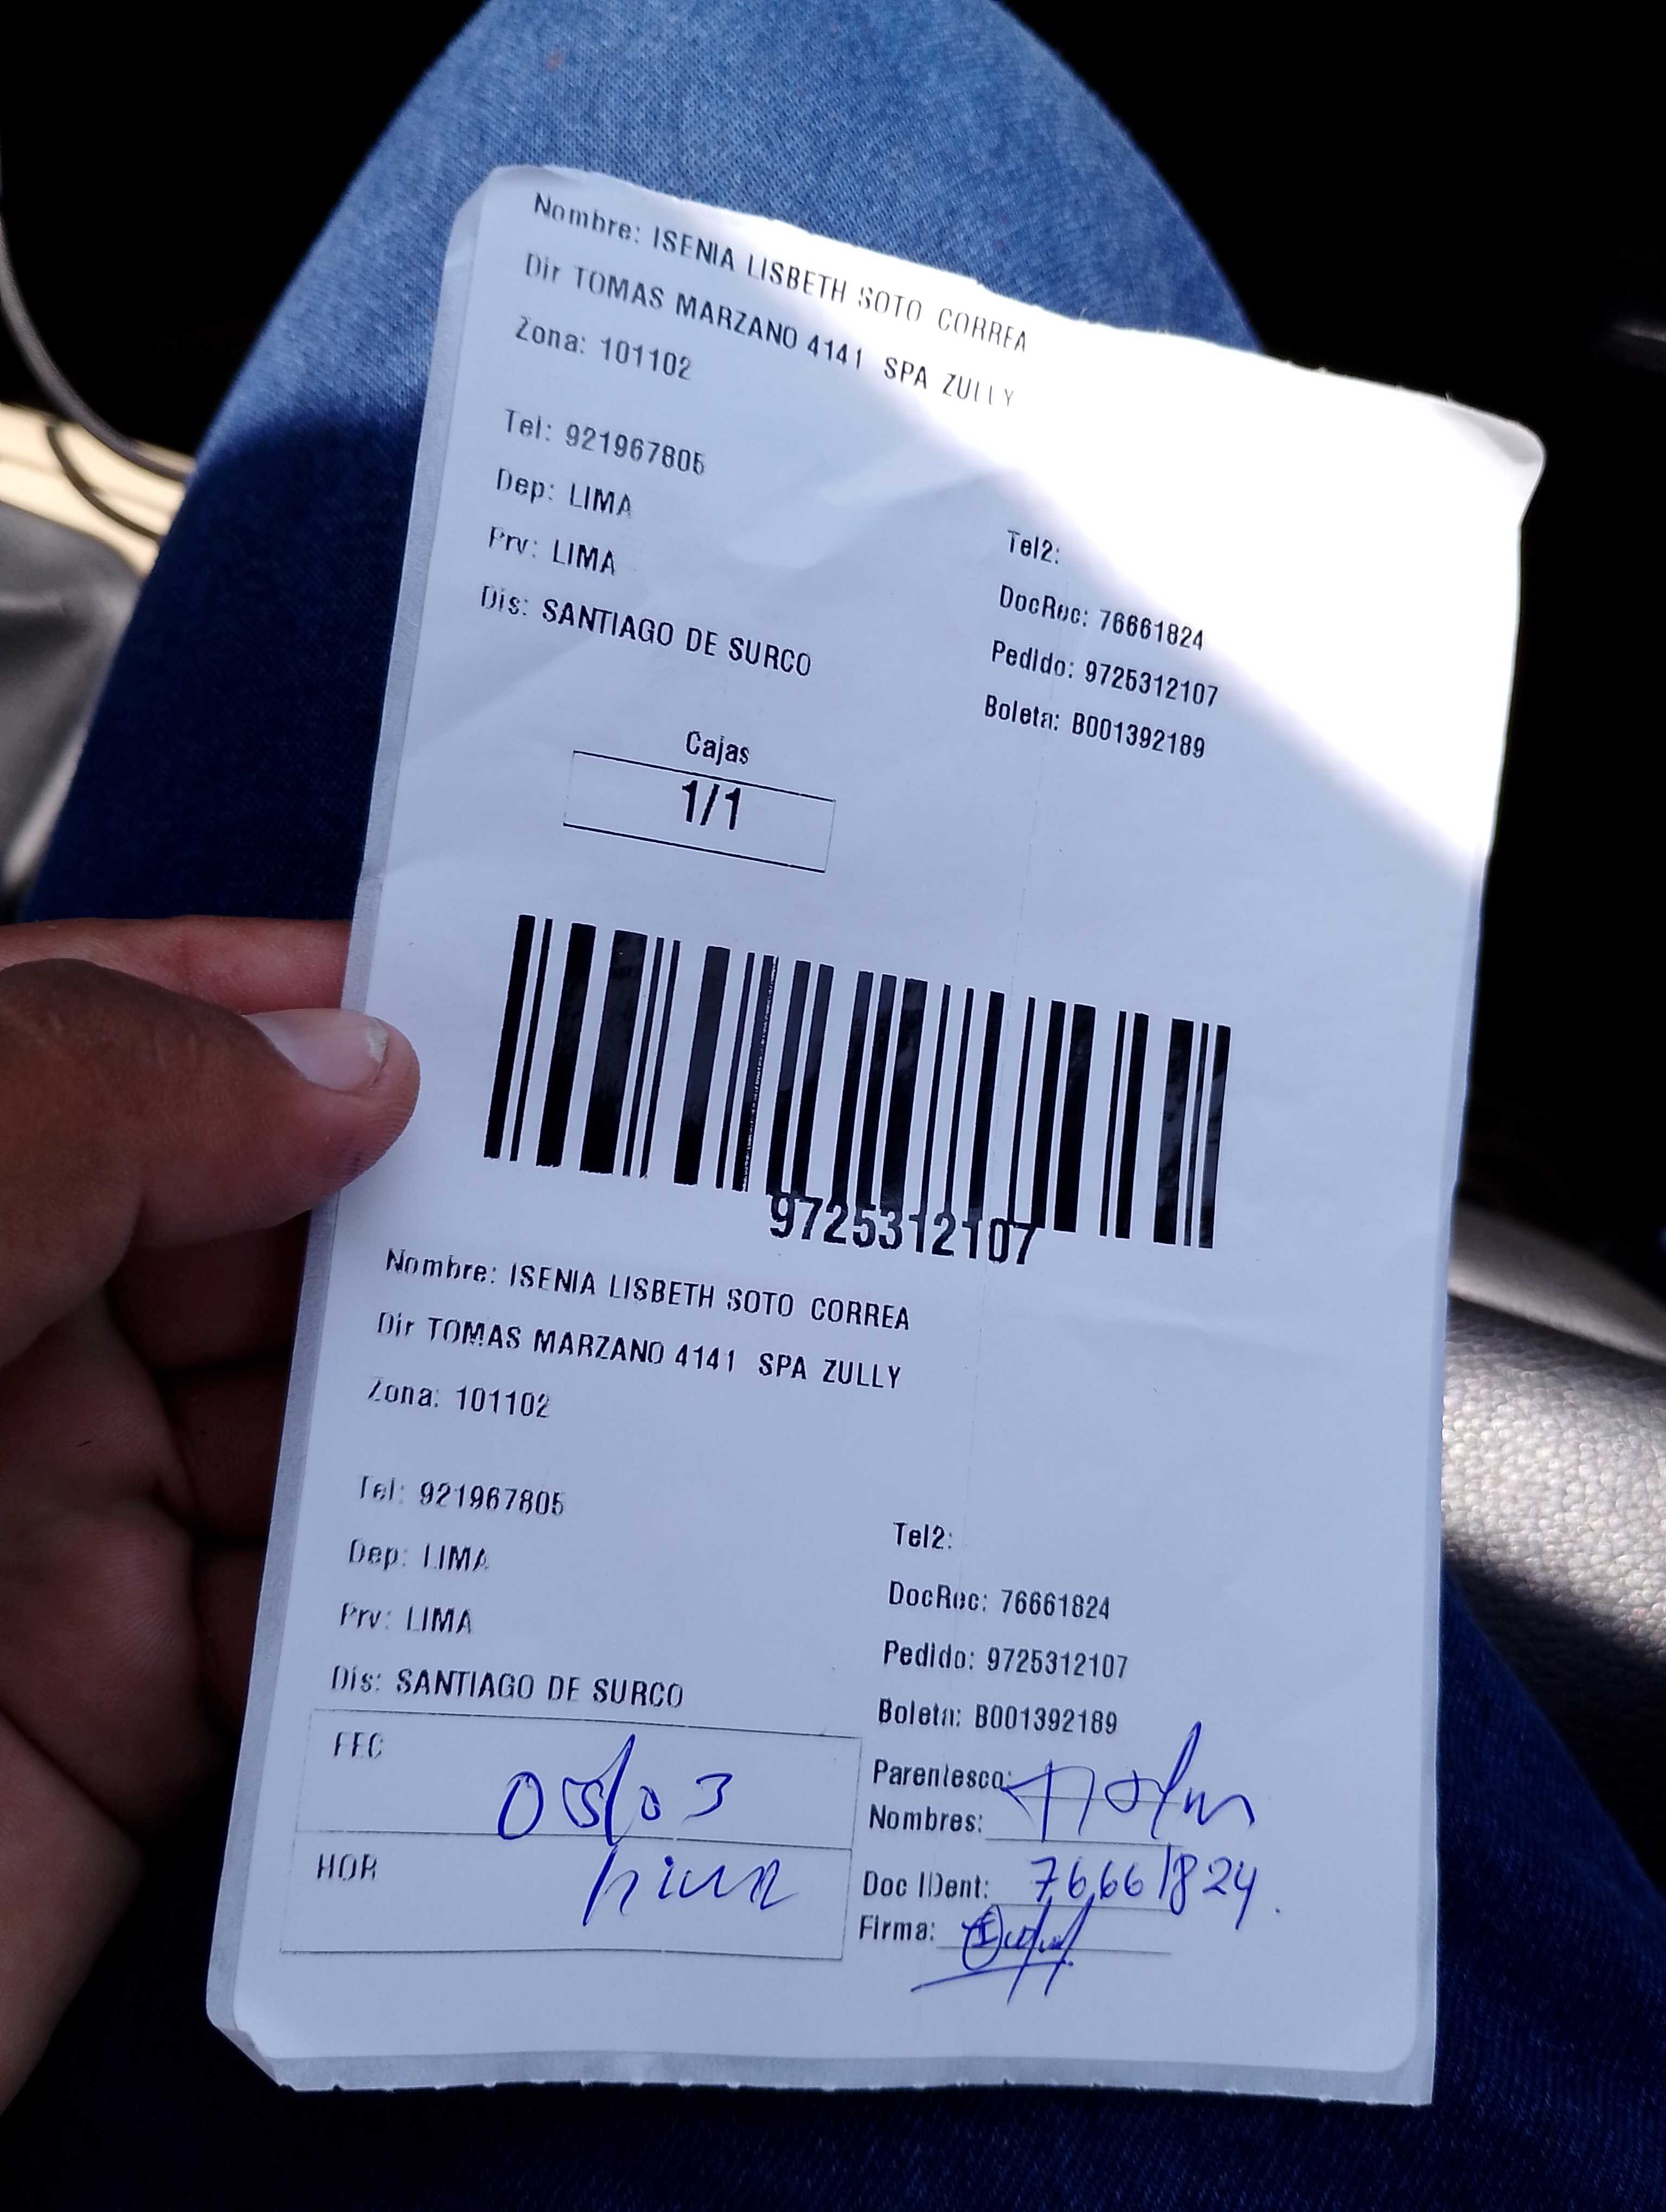 Nombre: ISENIA LISBETH SOTO CORREA
Dir TOMAS MARZANO 4141 SPA ZULLY
Zona: 101102
Tel: 921967805
Dep: LIMA
Tel2:
Prv: LIMA
DocRec: 76661824
Dis: SANTIAGO DE SURCO
Pedido: 9725312107
Boleta: B001392189
Cajas
1/1
9725312107
Nombre: ISENIA LISBETH SOTO CORREA
Dir TOMAS MARZANO 4141 SPA ZULLY
Zona: 101102
Tel: 921967805
Tel2:
Dep: LIMA
DocRec: 76661824
Prv: LIMA
Pedido: 9725312107
Dis: SANTIAGO DE SURCO
Boleta: B001392189
FEC 05/03
Parentesco:
Nombres:
HOR
Doc IDent: 76661824.
Firma: